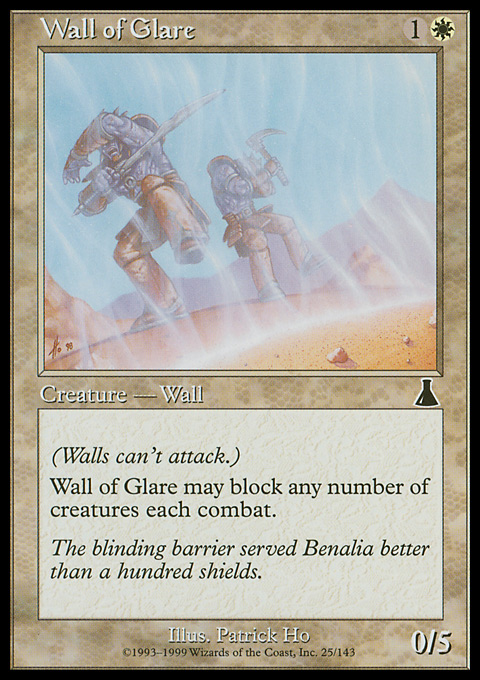 Wall of Glare 1
Ho 98
Creature — Wall
(Walls can't attack.)
Wall of Glare may block any number of
creatures each combat.
The blinding barrier served Benalia better
than a hundred shields.
Illus. Patrick Ho
©1993–1999 Wizards of the Coast, Inc. 25/143
0/5